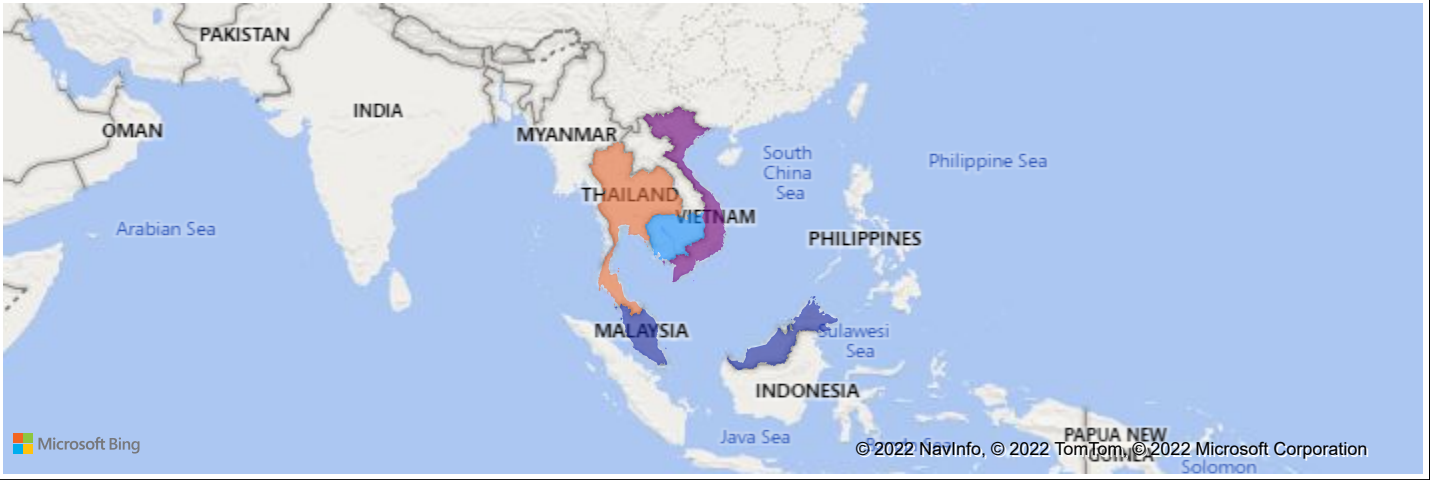 PAKISTAN
INDIA
OMAN
MYANMAR
South
China
Sea
Philippine Sea
THAILAND
VIETNAM
Arabian Sea
PHILIPPINES
MALAYSIA
Sulawesi
Sea
INDONESIA
Java Sea
PAPUA NEW
GUINEA
Microsoft Bing
© 2022 NavInfo, © 2022 TomTom, © 2022 Microsoft Corporation
Solomon